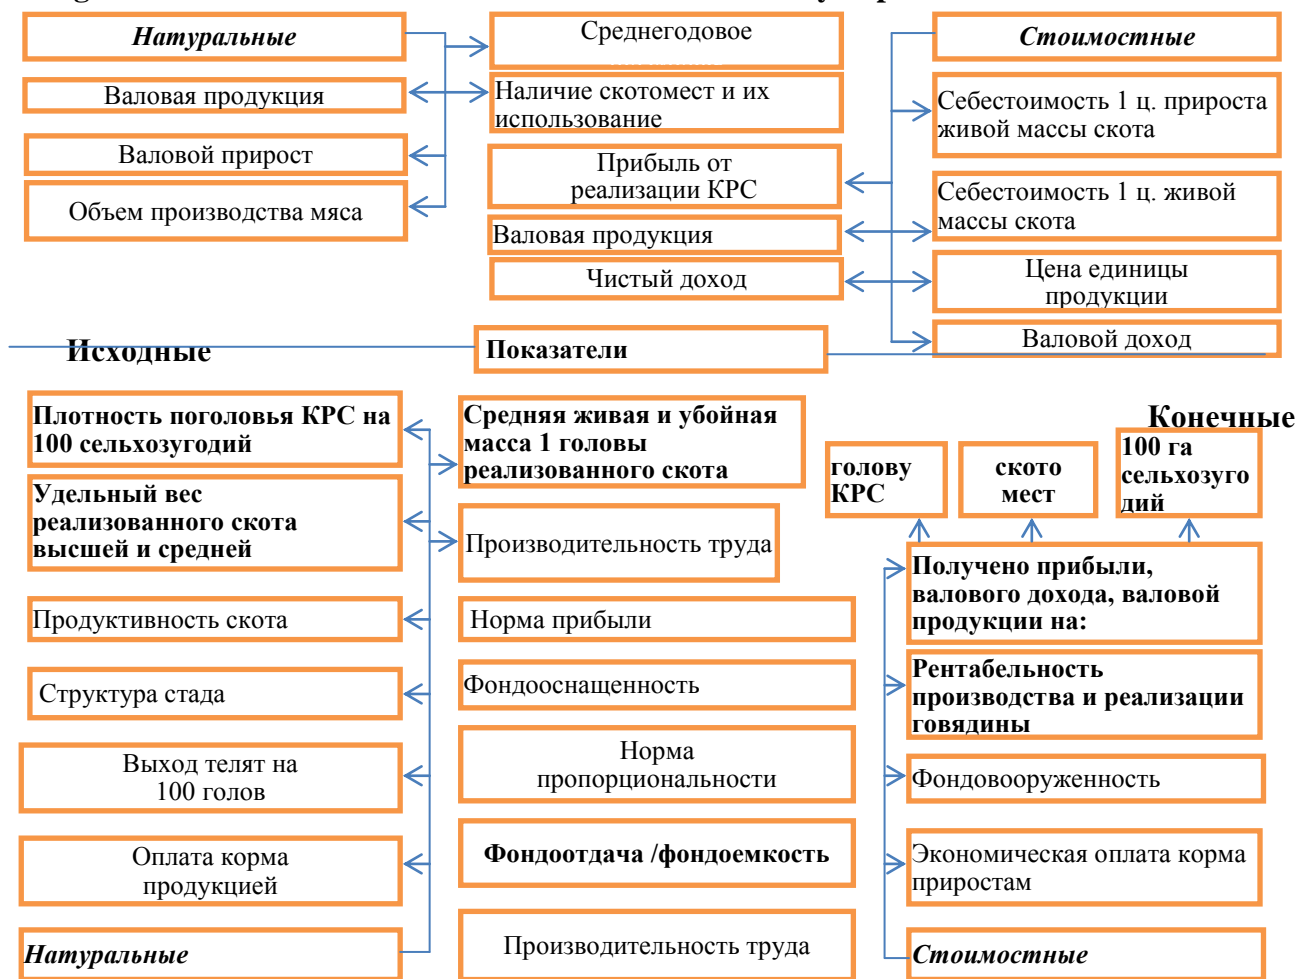 Натуральные
Среднегодовое
Стоимостные
Валовая продукция
Наличие скотомест и их
использование
Себестоимость 1 ц. прироста
живой массы скота
Валовой прирост
Прибыль от
реализации КРС
Объем производства мяса
Себестоимость 1 ц. живой
массы скота
Валовая продукция
Чистый доход
Цена единицы
продукции
Валовой доход
Исходные
Показатели
Плотность поголовья КРС на
100 сельхозугодий
Средняя живая и убойная
масса 1 головы
реализованного скота
Конечные
голову
КРС
ското
мест
100 га
сельхозуго
дий
Удельный вес
реализованного скота
высшей и средней
Производительность труда
Получено прибыли,
валового дохода, валовой
продукции на:
Продуктивность скота
Норма прибыли
Структура стада
Фондооснащенность
Рентабельность
производства и реализации
говядины
Выход телят на
100 голов
Норма
пропорциональности
Фондовооруженность
Оплата корма
продукцией
Фондоотдача /фондоемкость
Экономическая оплата корма
приростам
Натуральные
Производительность труда
Стоимостные